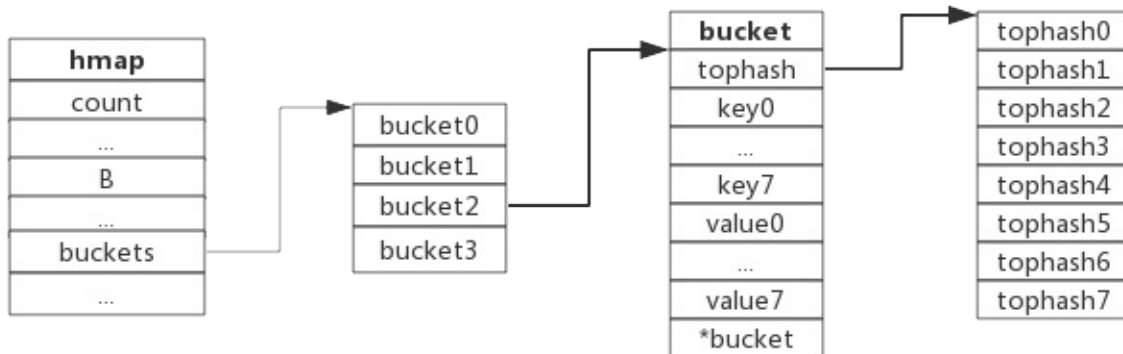 hmap
count
...
B
...
buckets
...
bucket0
bucket1
bucket2
bucket3
bucket
tophash
key0
...
key7
value0
...
value7
*bucket
tophash0
tophash1
tophash2
tophash3
tophash4
tophash5
tophash6
tophash7